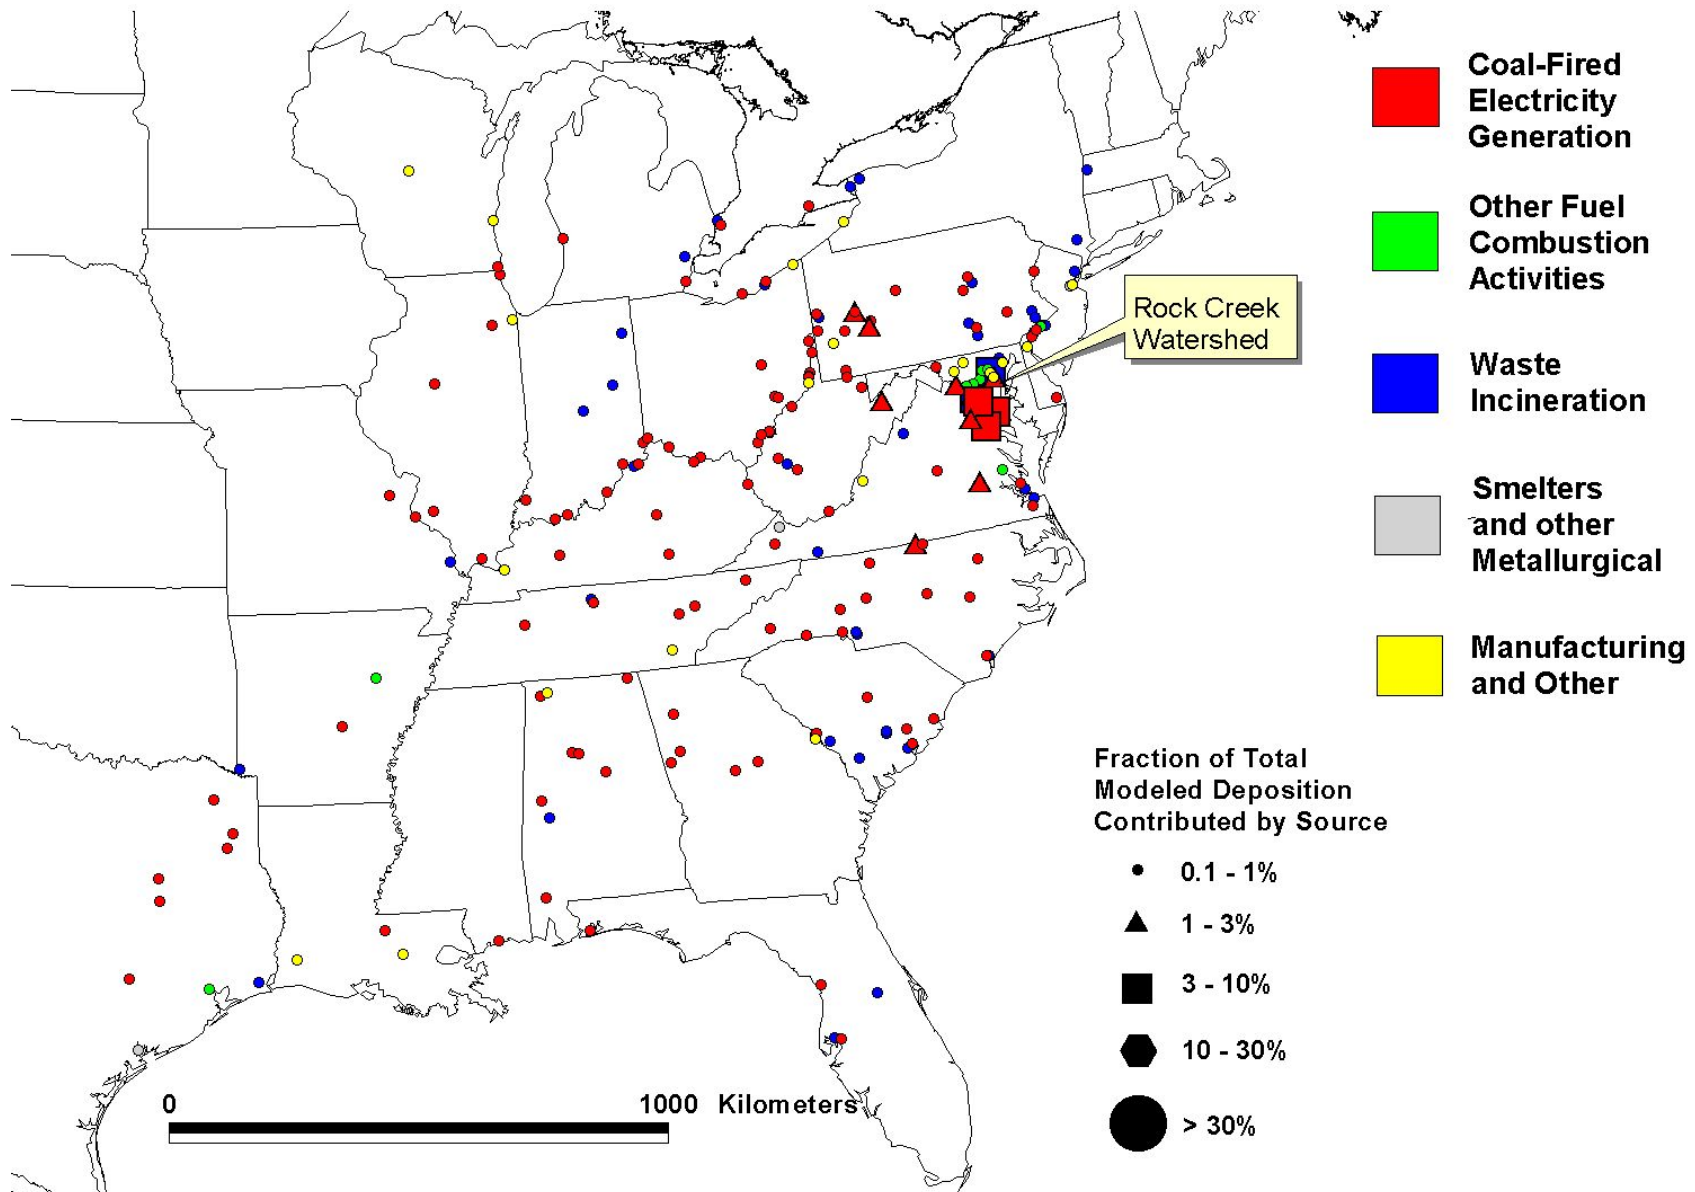 Coal-Fired
Electricity
Generation
Other Fuel
Combustion
Activities
Rock Creek
Watershed
Waste
Incineration
Smelters
and other
Metallurgical
Manufacturing
and Other
Fraction of Total
Modeled Deposition
Contributed by Source
0.1 - 1%
1 - 3%
3 - 10%
10 - 30%
> 30%
0 1000 Kilometers